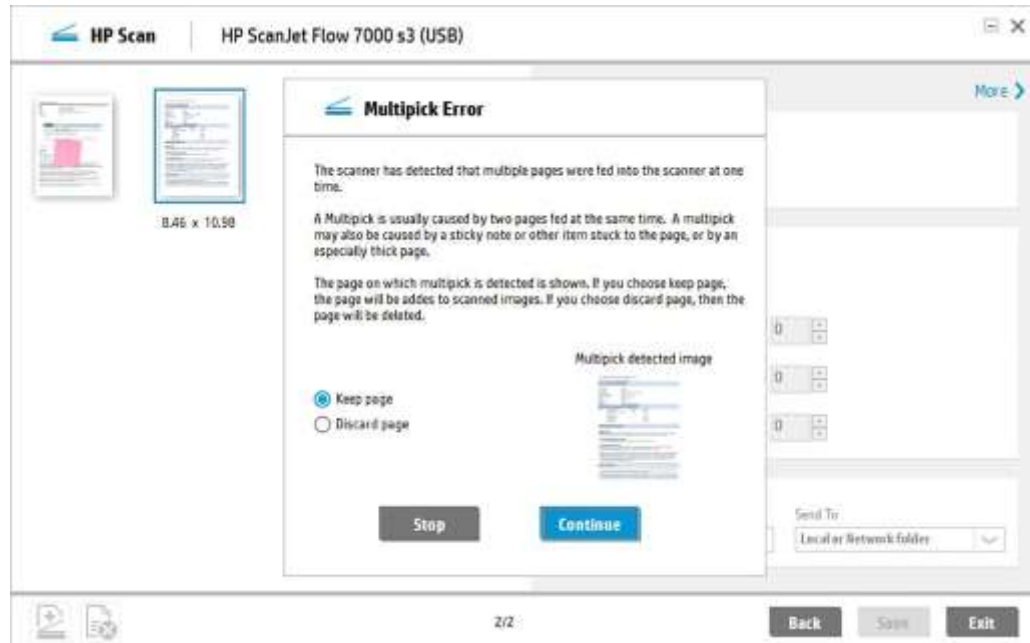 HP Scan
HP ScanJet Flow 7000 s3 (USB)
More
8.46 x 10.98
Multipick Error
The scanner has detected that multiple pages were fed into the scanner at one
time.
A Multipick is usually caused by two pages fed at the same time. A multipick
may also be caused by a sticky note or other item stuck to the page, or by an
especially thick page.
The page on which multipick is detected is shown. If you choose keep page,
the page will be addes to scanned images. If you choose discard page, then the
page will be deleted.
Multipick detected image
Keep page
Discard page
Stop
Continue
0
0
0
Send To
Local or Network folder
2/2
Back
Save
Exit